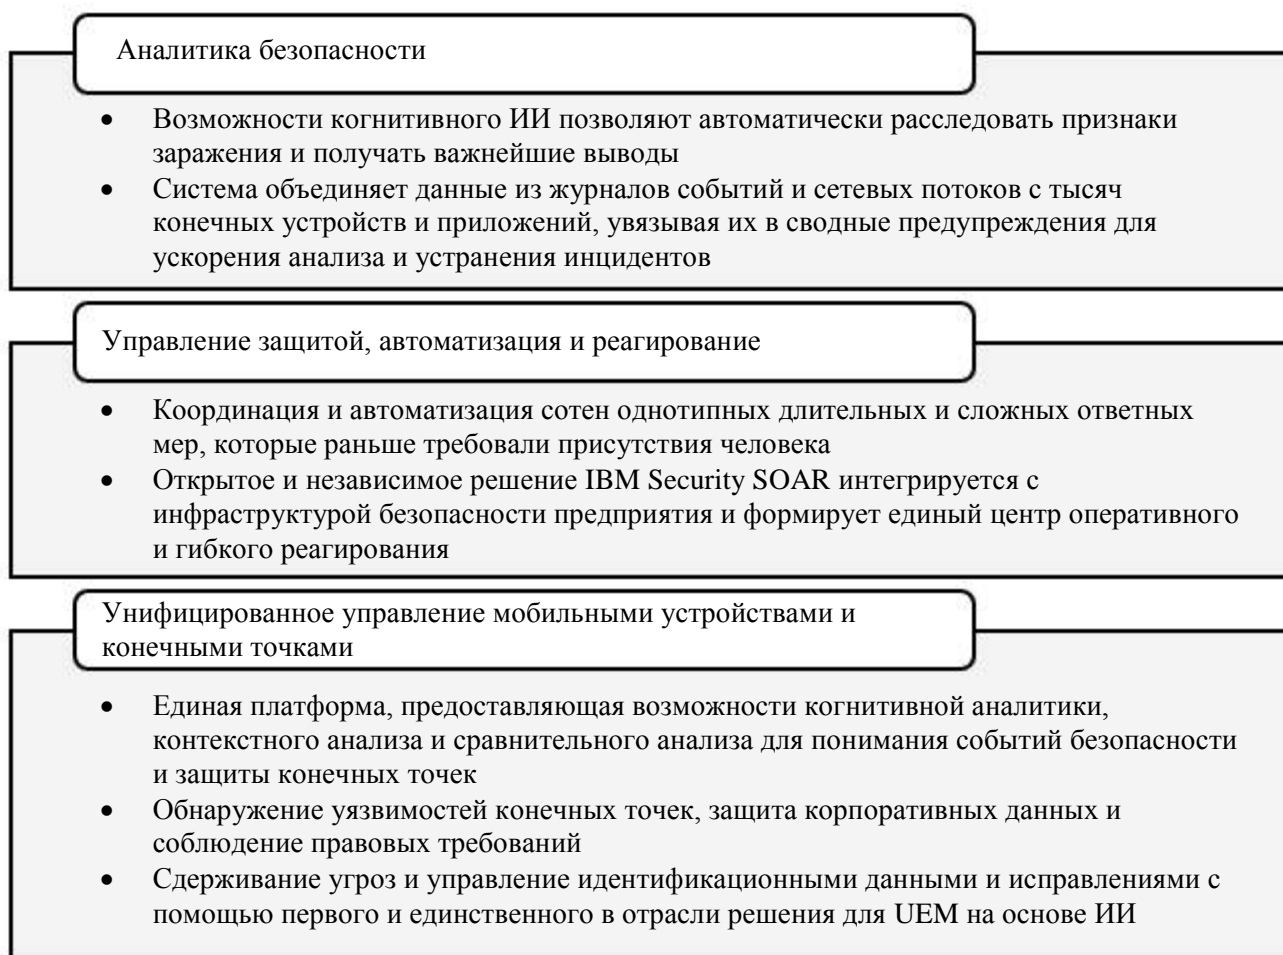 Аналитика безопасности
• Возможности когнитивного ИИ позволяют автоматически расследовать признаки
заражения и получать важнейшие выводы
• Система объединяет данные из журналов событий и сетевых потоков с тысяч
конечных устройств и приложений, увязывая их в сводные предупреждения для
ускорения анализа и устранения инцидентов
Управление защитой, автоматизация и реагирование
• Координация и автоматизация сотен однотипных длительных и сложных ответных
мер, которые раньше требовали присутствия человека
• Открытое и независимое решение IBM Security SOAR интегрируется с
инфраструктурой безопасности предприятия и формирует единый центр оперативного
и гибкого реагирования
Унифицированное управление мобильными устройствами и
конечными точками
• Единая платформа, предоставляющая возможности когнитивной аналитики,
контекстного анализа и сравнительного анализа для понимания событий безопасности
и защиты конечных точек
• Обнаружение уязвимостей конечных точек, защита корпоративных данных и
соблюдение правовых требований
• Сдерживание угроз и управление идентификационными данными и исправлениями с
помощью первого и единственного в отрасли решения для UEM на основе ИИ